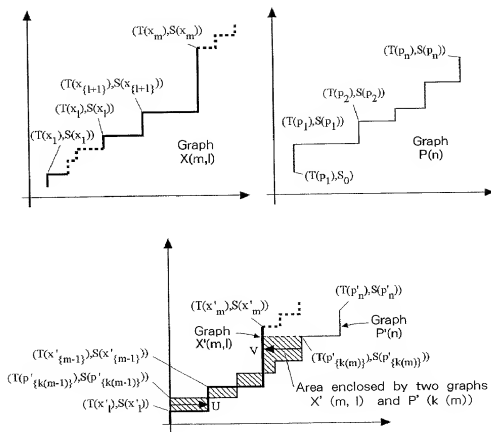 (T(x_m),S(x_m))
(T(x_{l+1}),S(x_{l+1}))
(T(x_l),S(x_l))
(T(x_1),S(x_1))
Graph
X(m,l)
(T(p_n),S(p_n))
(T(p_2),S(p_2))
(T(p_1),S(p_1))
Graph
P(n)
(T(p_1),S_0)
(T(x'_m),S(x'_m))
(T(p'_n),S(p'_n))
Graph
X'(m,l)
Graph
P'(n)
V
(T(x'_{m-1}),S(x'_{m-1}))
(T(p'_{k(m)}),S(p'_{k(m)}))
(T(p'_{k(m-1)}),S(p'_{k(m-1)}))
U
(T(x'_l),S(x'_l))
Area enclosed by two graphs
X' (m, l) and P' (k (m))